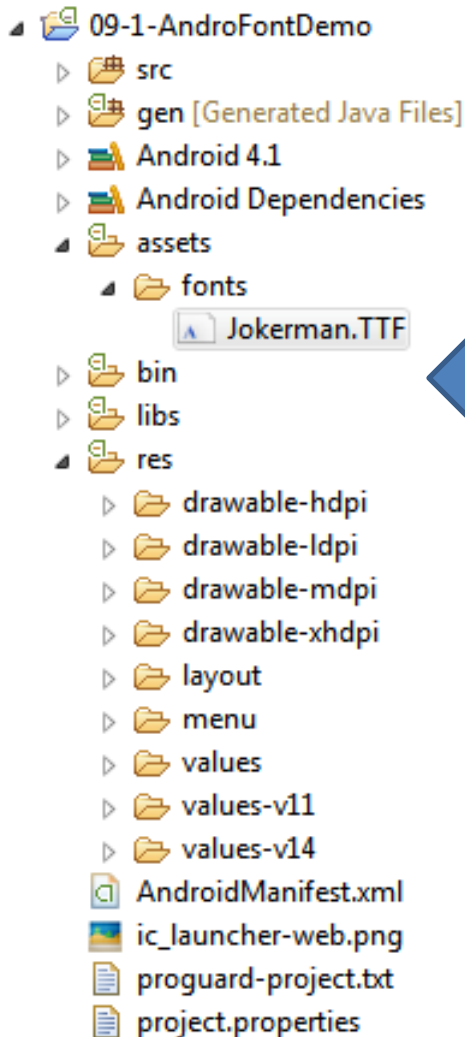 09-1-AndroFontDemo
src
gen [Generated Java Files]
Android 4.1
Android Dependencies
assets
fonts
Jokerman.TTF
bin
libs
res
drawable-hdpi
drawable-ldpi
drawable-mdpi
drawable-xhdpi
layout
menu
values
values-v11
values-v14
AndroidManifest.xml
ic_launcher-web.png
proguard-project.txt
project.properties